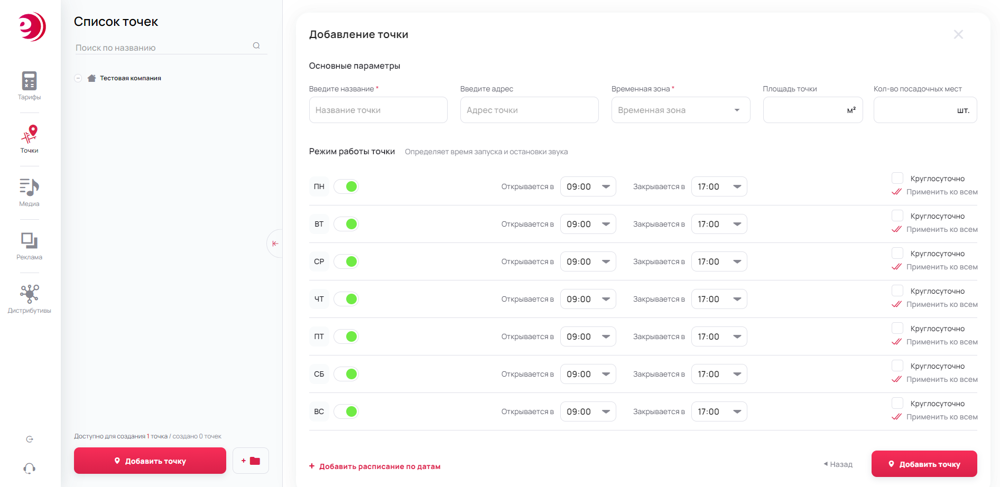 Тарифы
Точки
Медиа
Реклама
Дистрибутивы
Список точек
Поиск по названию
Тестовая компания
Доступно для создания 1 точка / создано 0 точек
Добавить точку
+
Добавление точки
Основные параметры
Введите название *
Название точки
Введите адрес
Адрес точки
Временная зона *
Временная зона
Площадь точки
м²
Кол-во посадочных мест
шт.
Режим работы точки Определяет время запуска и остановки звука
ПН Открывается в 09:00 Закрывается в 17:00 Круглосуточно
Применить ко всем
ВТ Открывается в 09:00 Закрывается в 17:00 Круглосуточно
Применить ко всем
СР Открывается в 09:00 Закрывается в 17:00 Круглосуточно
Применить ко всем
ЧТ Открывается в 09:00 Закрывается в 17:00 Круглосуточно
Применить ко всем
ПТ Открывается в 09:00 Закрывается в 17:00 Круглосуточно
Применить ко всем
СБ Открывается в 09:00 Закрывается в 17:00 Круглосуточно
Применить ко всем
ВС Открывается в 09:00 Закрывается в 17:00 Круглосуточно
Применить ко всем
+ Добавить расписание по датам
Назад
Добавить точку